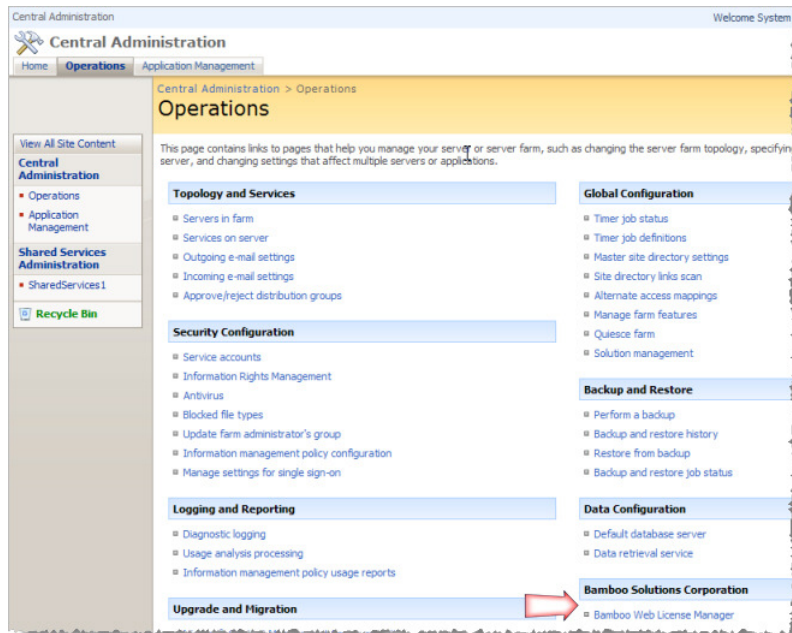 Central Administration
Welcome System
Central Administration
Home Operations Application Management
Central Administration > Operations
Operations
This page contains links to pages that help you manage your server or server farm, such as changing the server farm topology, specifying
server, and changing settings that affect multiple servers or applications.
View All Site Content
Central
Administration
Operations
Application
Management
Shared Services
Administration
SharedServices1
Recycle Bin
Topology and Services
Servers in farm
Services on server
Outgoing e-mail settings
Incoming e-mail settings
Approve/reject distribution groups
Security Configuration
Service accounts
Information Rights Management
Antivirus
Blocked file types
Update farm administrator's group
Information management policy configuration
Manage settings for single sign-on
Logging and Reporting
Diagnostic logging
Usage analysis processing
Information management policy usage reports
Upgrade and Migration
Global Configuration
Timer job status
Timer job definitions
Master site directory settings
Site directory links scan
Alternate access mappings
Manage farm features
Quiesce farm
Solution management
Backup and Restore
Perform a backup
Backup and restore history
Restore from backup
Backup and restore job status
Data Configuration
Default database server
Data retrieval service
Bamboo Solutions Corporation
Bamboo Web License Manager